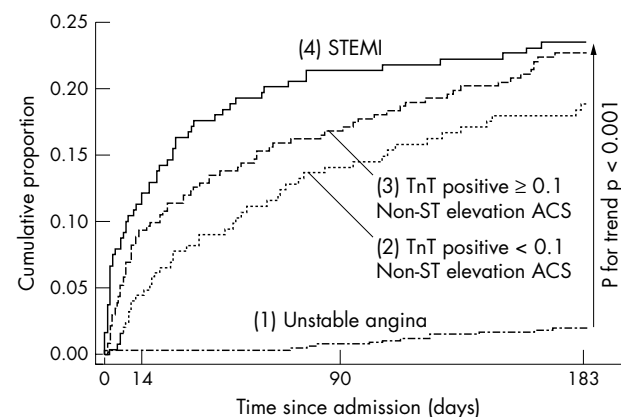 0.25
0.20
0.15
0.10
0.05
0.00
Cumulative proportion
(4) STEMI
(3) TnT positive ≥ 0.1
Non-ST elevation ACS
(2) TnT positive < 0.1
Non-ST elevation ACS
(1) Unstable angina
P for trend p < 0.001
0 14 90 183
Time since admission (days)